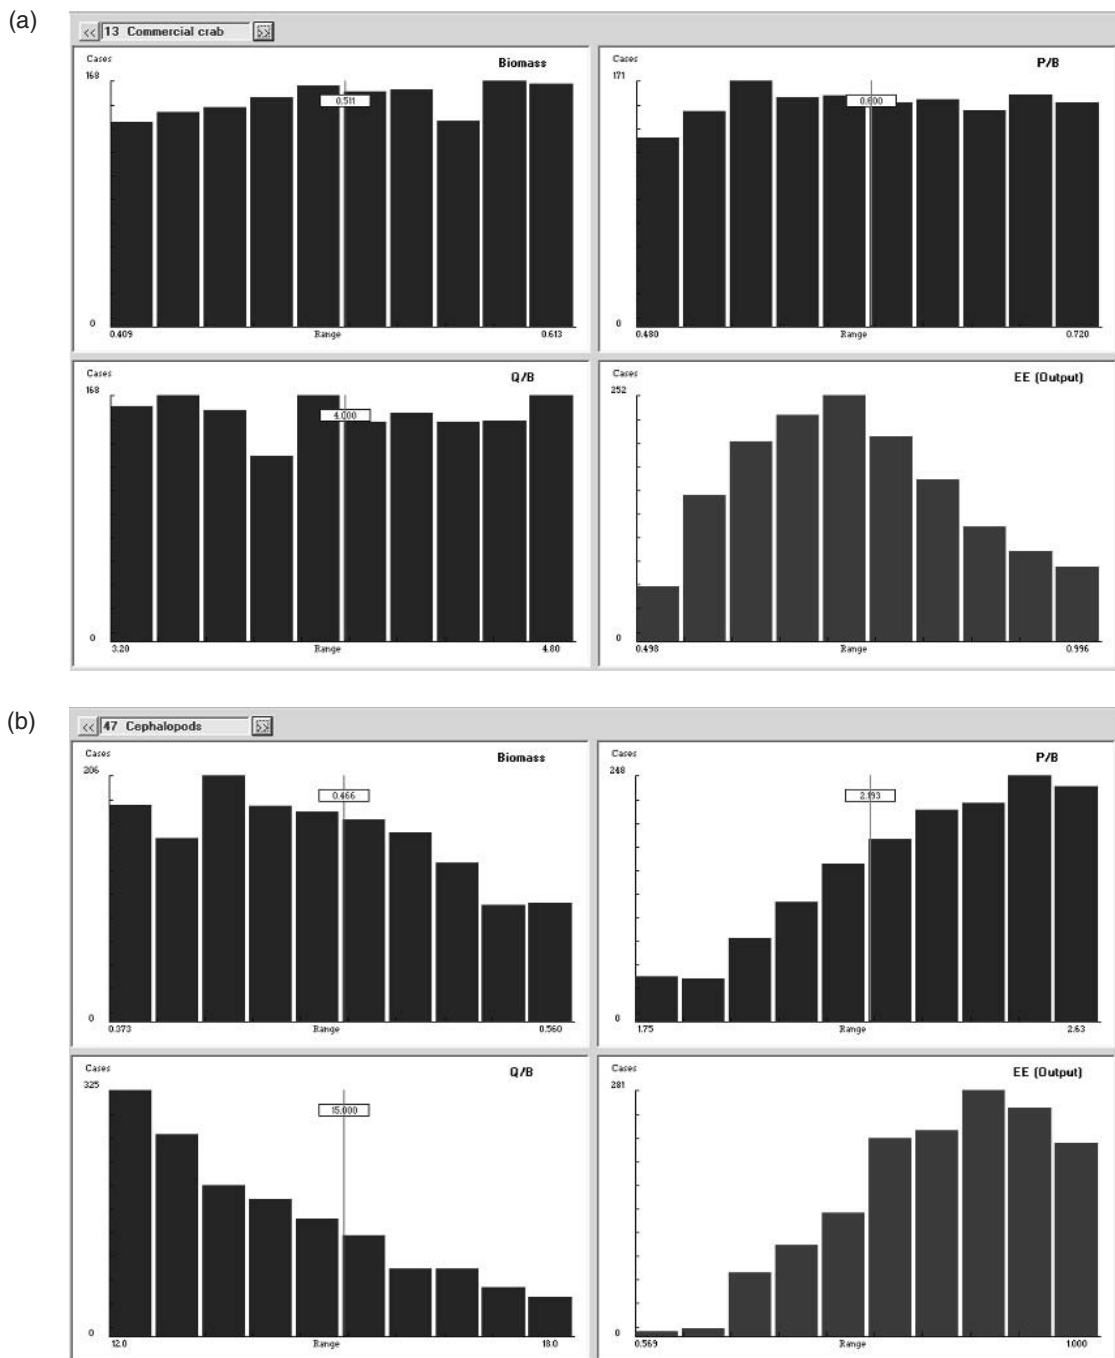 (a)
<< 13 Commercial crab >>
Cases
Biomass
168
0.511
0
0.409
Range
0.613
Cases
P/B
171
0.600
0
0.480
Range
0.720
Cases
Q/B
168
4.000
0
3.20
Range
4.80
Cases
EE (Output)
252
0
0.498
Range
0.996
(b)
<< 47 Cephalopods >>
Cases
Biomass
206
0.466
0
0.373
Range
0.560
Cases
P/B
248
2.193
0
1.75
Range
2.63
Cases
Q/B
325
15.000
0
12.0
Range
18.0
Cases
EE (Output)
281
0
0.569
Range
1.000